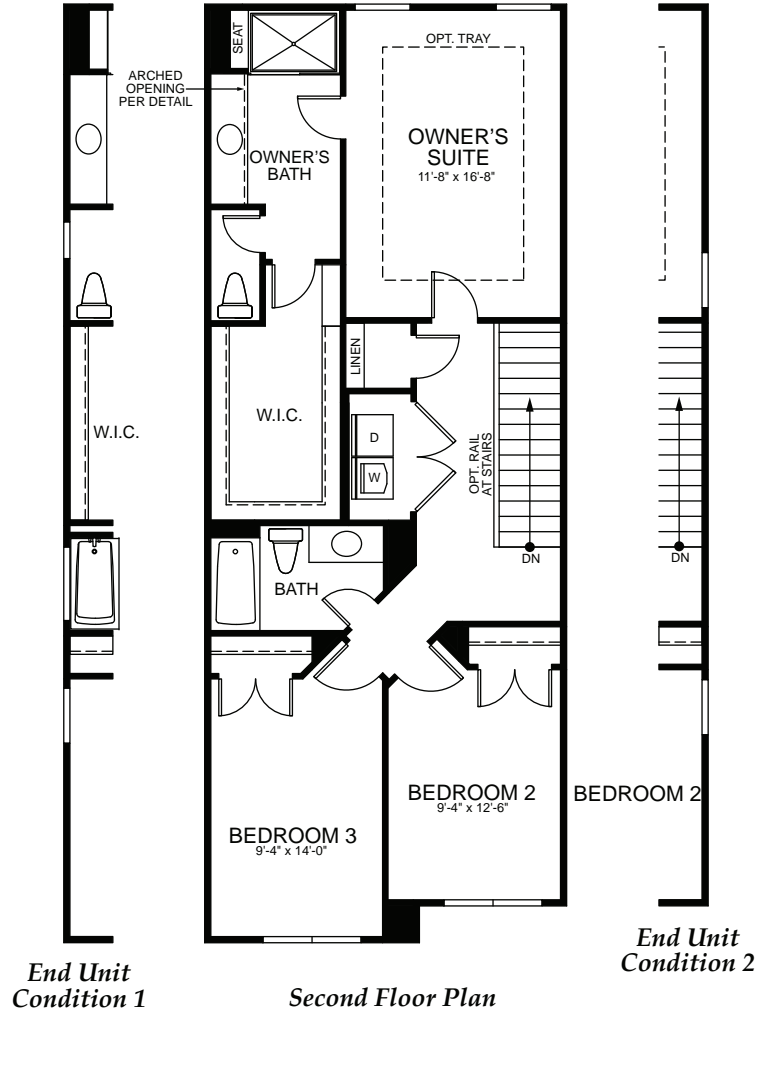 SEAT
OPT. TRAY
ARCHED
OPENING
PER DETAIL
OWNER'S
SUITE
11'-8" x 16'-8"
OWNER'S
BATH
LINEN
W.I.C.
W.I.C.
D
W
OPT. RAIL
AT STAIRS
DN
DN
BATH
BEDROOM 2
9'-4" x 12'-6"
BEDROOM 2
BEDROOM 3
9'-4" x 14'-0"
End Unit
Condition 2
End Unit
Condition 1
Second Floor Plan